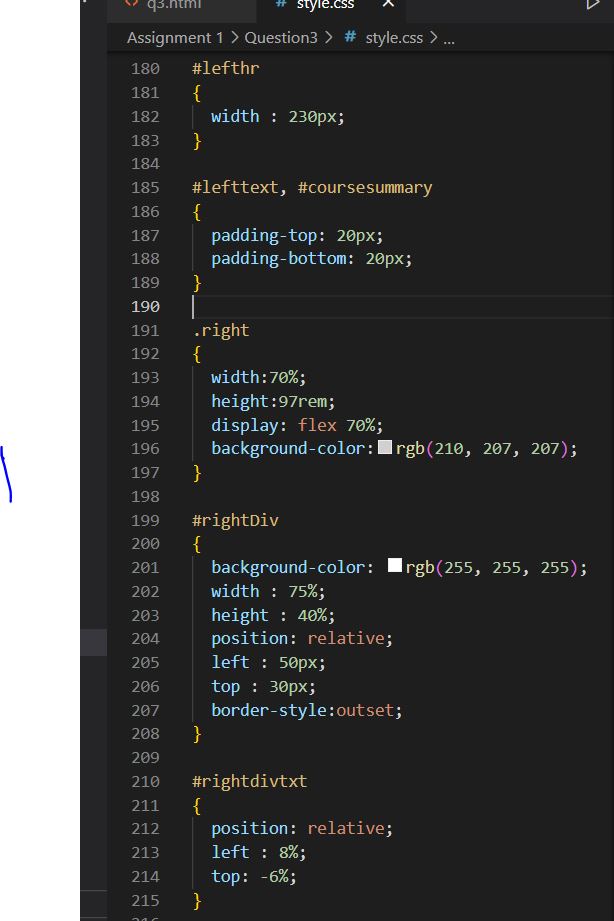 q3.html # style.css ×
Assignment 1 > Question3 > # style.css > ...
180 #lefthr
181 {
182 width : 230px;
183 }
184
185 #lefttext, #coursesummary
186 {
187 padding-top: 20px;
188 padding-bottom: 20px;
189 }
190
191 .right
192 {
193 width:70%;
194 height:97rem;
195 display: flex 70%;
196 background-color: rgb(210, 207, 207);
197 }
198
199 #rightDiv
200 {
201 background-color: rgb(255, 255, 255);
202 width : 75%;
203 height : 40%;
204 position: relative;
205 left : 50px;
206 top : 30px;
207 border-style:outset;
208 }
209
210 #rightdivtxt
211 {
212 position: relative;
213 left : 8%;
214 top: -6%;
215 }